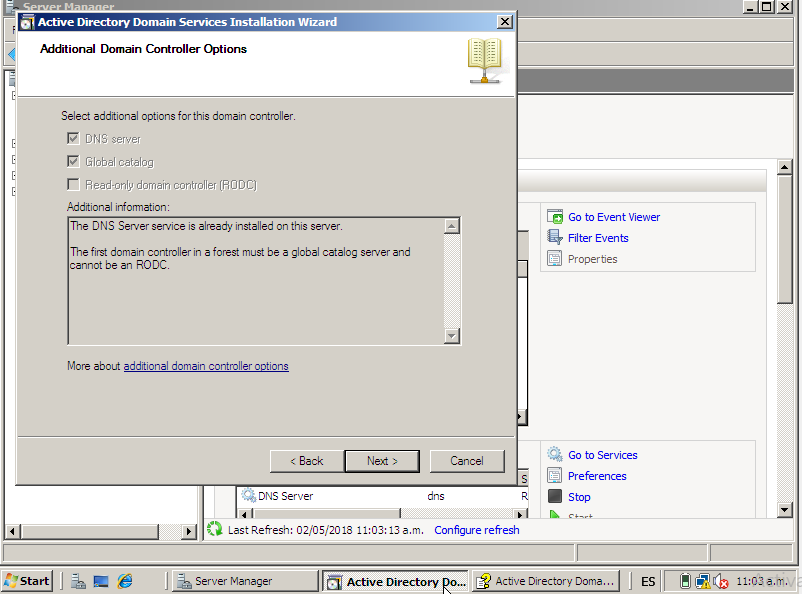 Server Manager
Active Directory Domain Services Installation Wizard
Additional Domain Controller Options
Select additional options for this domain controller.
DNS server
Global catalog
Read-only domain controller (RODC)
Additional information:
The DNS Server service is already installed on this server.
The first domain controller in a forest must be a global catalog server and
cannot be an RODC.
More about additional domain controller options
< Back
Next >
Cancel
Go to Event Viewer
Filter Events
Properties
Go to Services
Preferences
Stop
Start
S
DNS Server
dns
R
Last Refresh: 02/05/2018 11:03:13 a.m.
Configure refresh
Start
Server Manager
Active Directory Do...
Active Directory Doma...
ES
11:03 a.m.